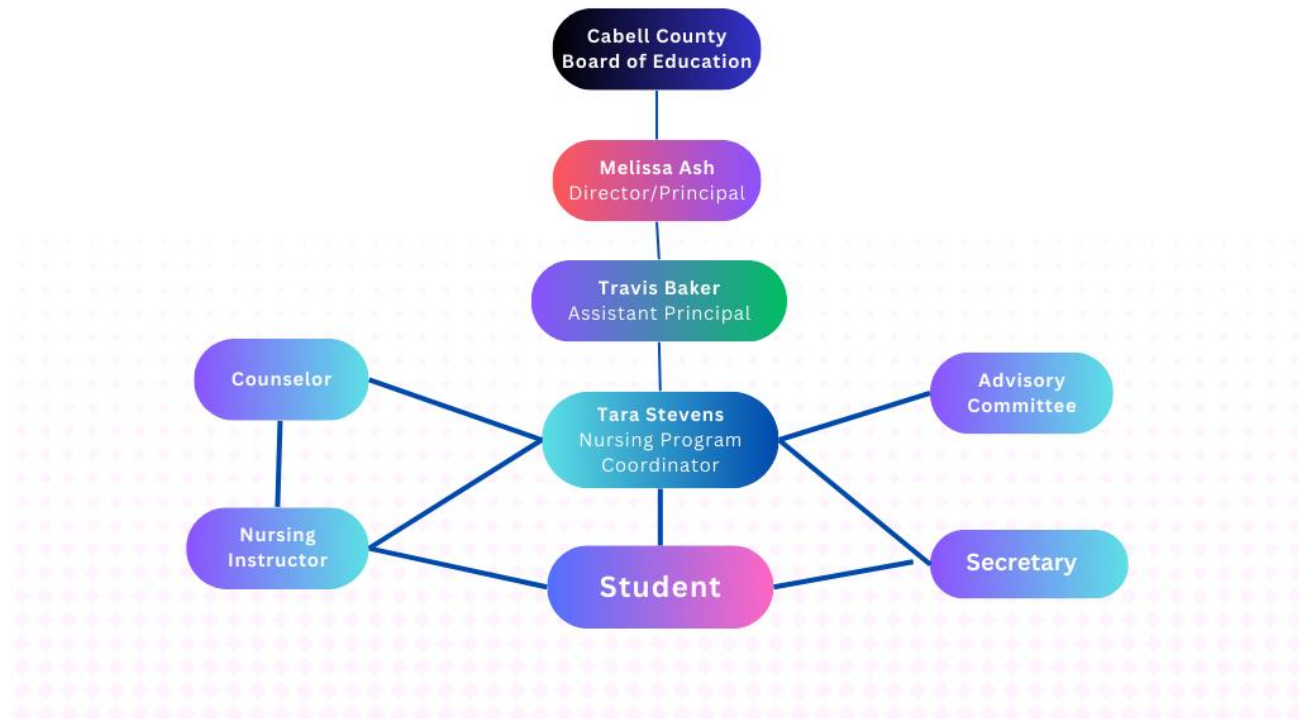 Cabell County
Board of Education
Melissa Ash
Director/Principal
Travis Baker
Assistant Principal
Counselor
Advisory
Committee
Tara Stevens
Nursing Program
Coordinator
Nursing
Instructor
Student
Secretary